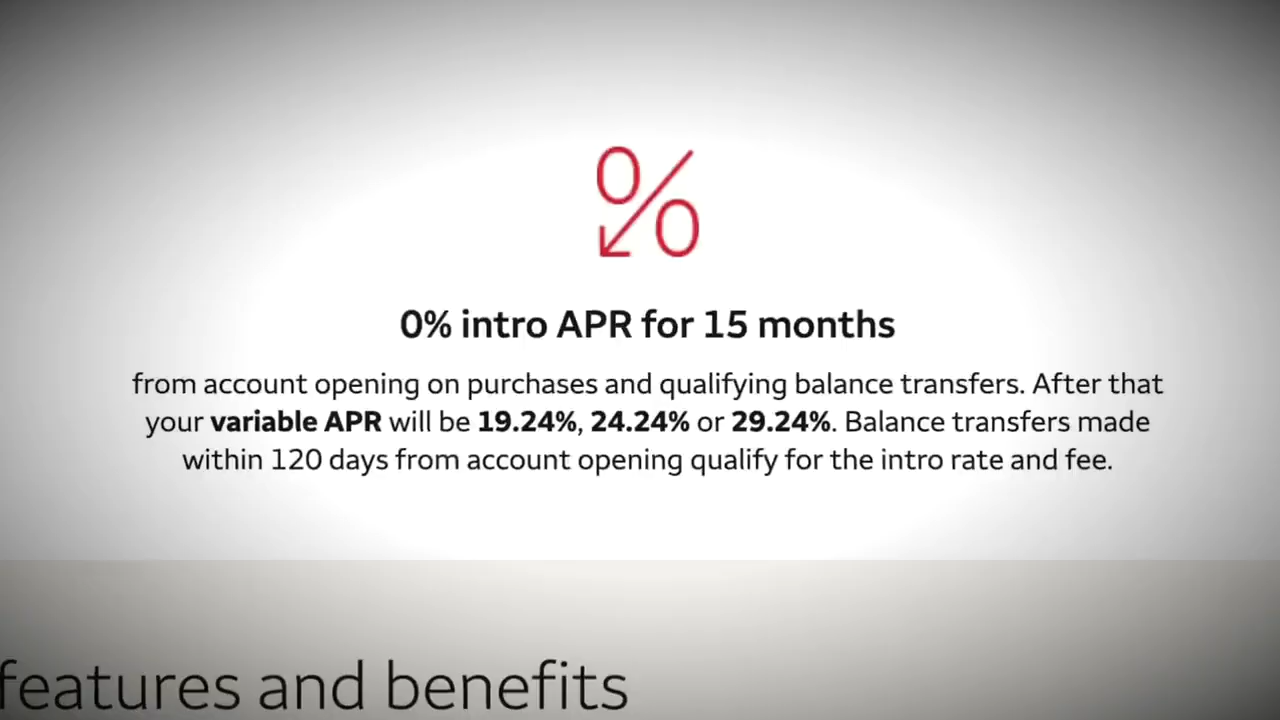 0% intro APR for 15 months
from account opening on purchases and qualifying balance transfers. After that
your variable APR will be 19.24%, 24.24% or 29.24%. Balance transfers made
within 120 days from account opening qualify for the intro rate and fee.
features and benefits